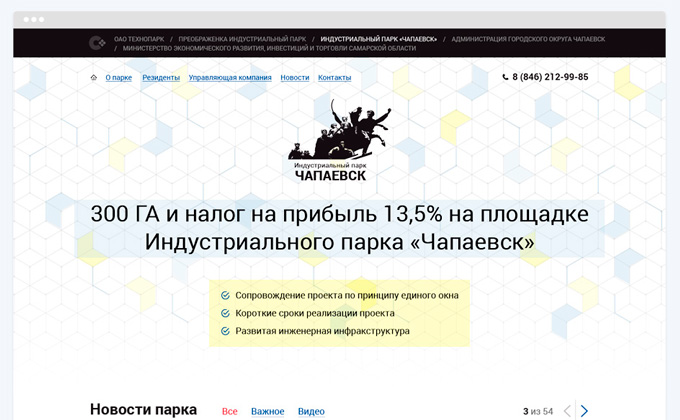 ОАО ТЕХНОПАРК / ПРЕОБРАЖЕНКА ИНДУСТРИАЛЬНЫЙ ПАРК / ИНДУСТРИАЛЬНЫЙ ПАРК «ЧАПАЕВСК» / АДМИНИСТРАЦИЯ ГОРОДСКОГО ОКРУГА ЧАПАЕВСК
/ МИНИСТЕРСТВО ЭКОНОМИЧЕСКОГО РАЗВИТИЯ, ИНВЕСТИЦИЙ И ТОРГОВЛИ САМАРСКОЙ ОБЛАСТИ
О парке Резиденты Управляющая компания Новости Контакты 8 (846) 212-99-85
Индустриальный парк
ЧАПАЕВСК
300 ГА и налог на прибыль 13,5% на площадке
Индустриального парка «Чапаевск»
Сопровождение проекта по принципу единого окна
Короткие сроки реализации проекта
Развитая инженерная инфраструктура
Новости парка Все Важное Видео 3 из 54